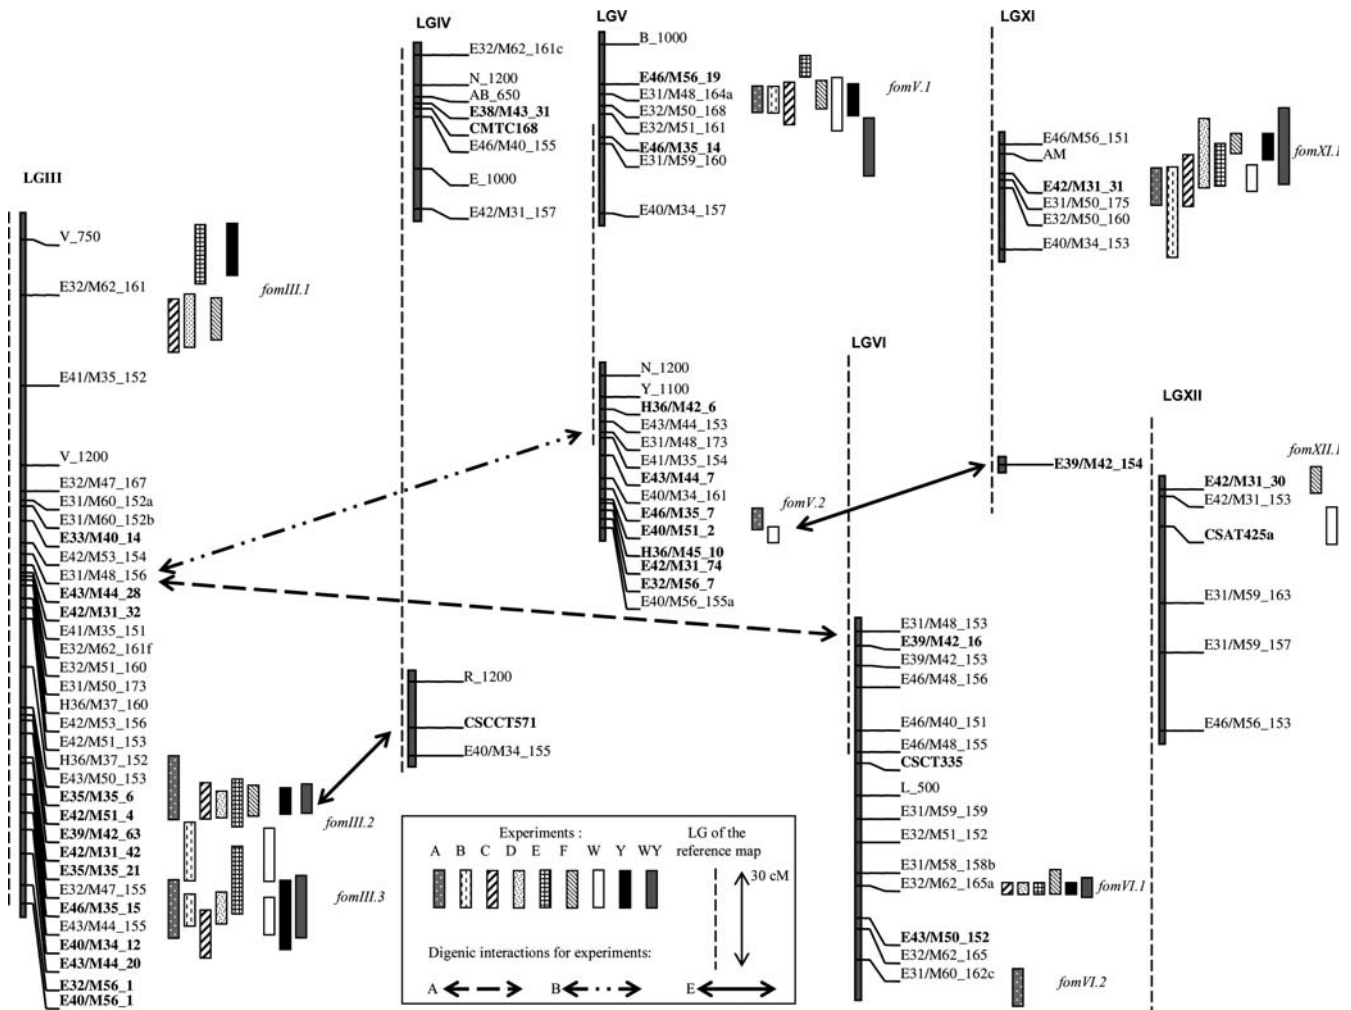 LGIII
V_750
E32/M62_161
E41/M35_152
V_1200
E32/M47_167
E31/M60_152a
E31/M60_152b
E33/M40_14
E42/M53_154
E31/M48_156
E43/M44_28
E42/M31_32
E41/M35_151
E32/M62_161f
E32/M51_160
E31/M50_173
H36/M37_160
E42/M53_156
E42/M51_153
H36/M37_152
E43/M50_153
E35/M35_6
E42/M51_4
E39/M42_63
E42/M31_42
E35/M35_21
E32/M47_155
E46/M35_15
E43/M44_155
E40/M34_12
E43/M44_20
E32/M56_1
E40/M56_1
fomIII.1
fomIII.2
fomIII.3
LGIV
E32/M62_161c
N_1200
AB_650
E38/M43_31
CMTC168
E46/M40_155
E_1000
E42/M31_157
R_1200
CSCCT571
E40/M34_155
LGV
B_1000
E46/M56_19
E31/M48_164a
E32/M50_168
E32/M51_161
E46/M35_14
E31/M59_160
E40/M34_157
fomV.1
N_1200
Y_1100
H36/M42_6
E43/M44_153
E31/M48_173
E41/M35_154
E43/M44_7
E40/M34_161
E46/M35_7
E40/M51_2
H36/M45_10
E42/M31_74
E32/M56_7
E40/M56_155a
fomV.2
LGVI
E31/M48_153
E39/M42_16
E39/M42_153
E46/M48_156
E46/M40_151
E46/M48_155
CSCT335
L_500
E31/M59_159
E32/M51_152
E31/M58_158b
E32/M62_165a
E43/M50_152
E32/M62_165
E31/M60_162c
fomVI.1
fomVI.2
LGXI
E46/M56_151
AM
E42/M31_31
E31/M50_175
E32/M50_160
E40/M34_153
fomXI.1
E39/M42_154
LGXII
E42/M31_30
E42/M31_153
CSAT425a
E31/M59_163
E31/M59_157
E46/M56_153
fomXII.1
Experiments :
A B C D E F W Y WY
LG of the
reference map
30 cM
Digenic interactions for experiments:
A B E